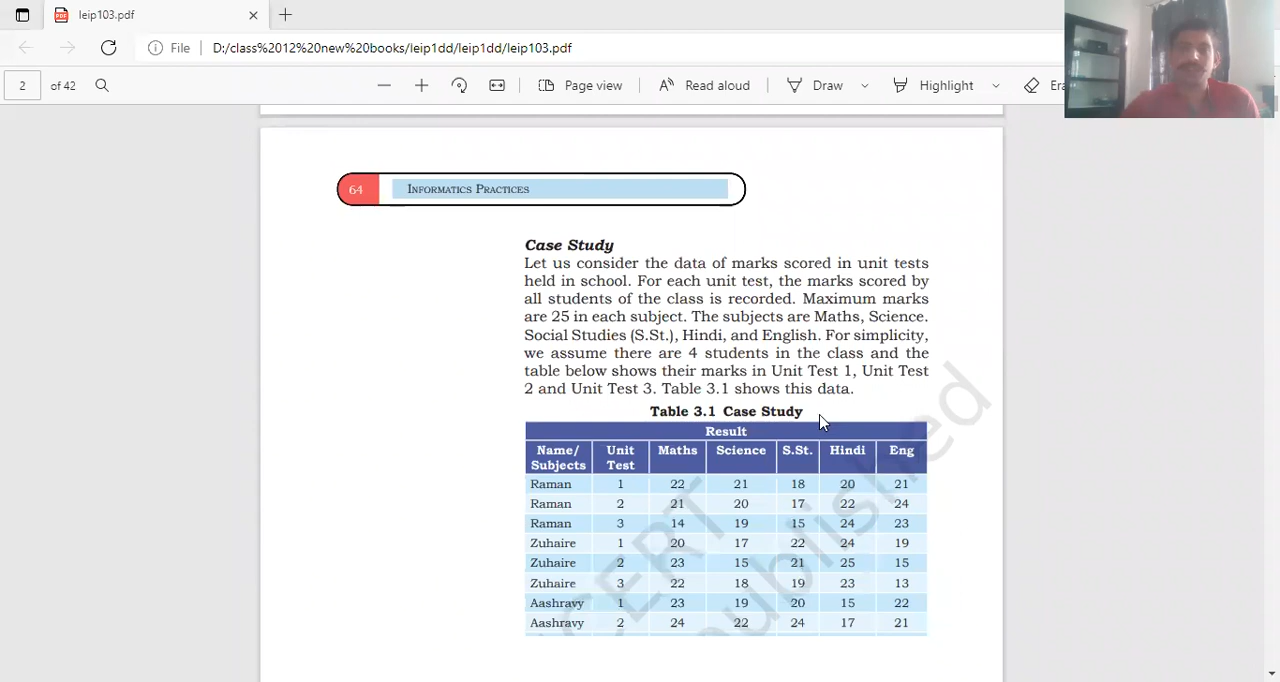 leip103.pdf
File D:/class%2012%20new%20books/leip1dd/leip1dd/leip103.pdf
2 of 42 Page view Read aloud Draw Highlight
64 INFORMATICS PRACTICES
Case Study
Let us consider the data of marks scored in unit tests
held in school. For each unit test, the marks scored by
all students of the class is recorded. Maximum marks
are 25 in each subject. The subjects are Maths, Science.
Social Studies (S.St.), Hindi, and English. For simplicity,
we assume there are 4 students in the class and the
table below shows their marks in Unit Test 1, Unit Test
2 and Unit Test 3. Table 3.1 shows this data.
Table 3.1 Case Study
Result
Name/ Subjects Unit Test Maths Science S.St. Hindi Eng
Raman 1 22 21 18 20 21
Raman 2 21 20 17 22 24
Raman 3 14 19 15 24 23
Zuhaire 1 20 17 22 24 19
Zuhaire 2 23 15 21 25 15
Zuhaire 3 22 18 19 23 13
Aashravy 1 23 19 20 15 22
Aashravy 2 24 22 24 17 21